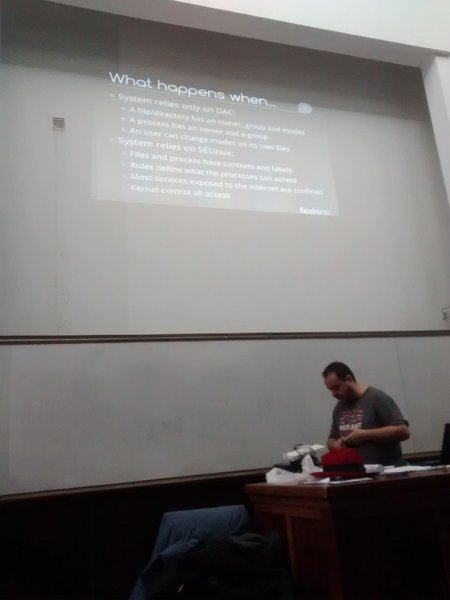 What happens when...
System relies only on DAC:
A file/directory has an owner, group and modes
A process has an owner and a group
An user can change modes on its own files
System relies on SELinux:
Files and process have contexts and labels
Rules define what the processes can access
Most services exposed to the Internet are confined
Kernel control all access
fedora
RED HAT